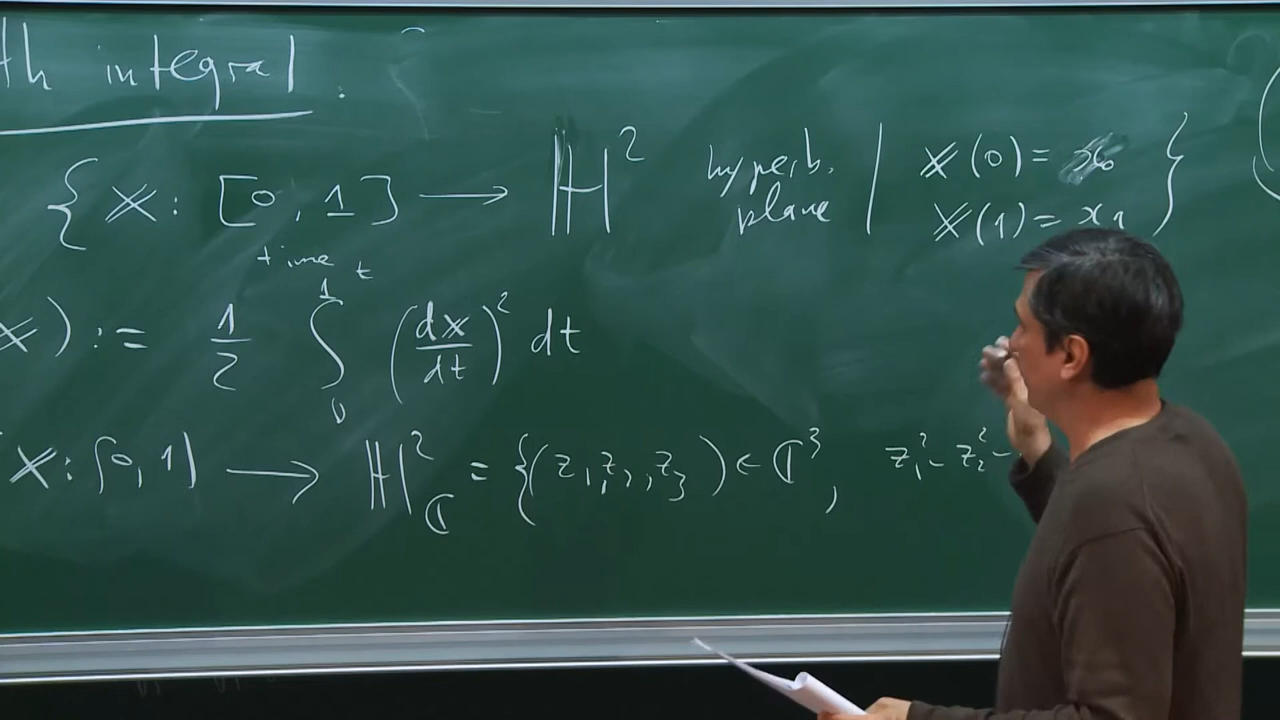 th integral.
{ X: [0, 1] ⟶ ℍ² hyperb. plane | X(0) = x₀ X(1) = x₁ }
time t
X) := 1/2 ∫₀¹ (dX/dt)² dt
X: [0, 1] ⟶ ℍ²_ℂ = {(z₁, z₂, z₃) ∈ ℂ³, z₁² - z₂² -